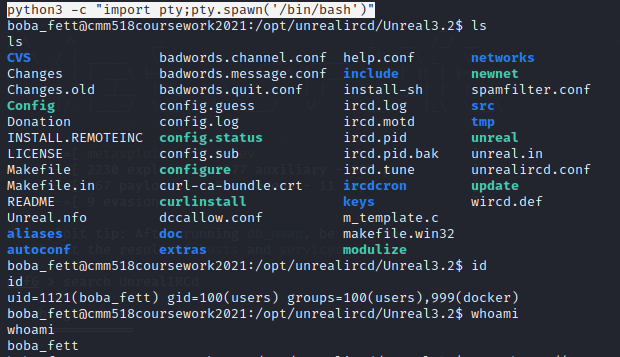 python3 -c "import pty;pty.spawn('/bin/bash')"
boba_fett@cmm518coursework2021:/opt/unrealircd/Unreal3.2$ ls
ls
CVS badwords.channel.conf help.conf networks
Changes badwords.message.conf include newnet
Changes.old badwords.quit.conf install-sh spamfilter.conf
Config config.guess ircd.log src
Donation config.log ircd.motd tmp
INSTALL.REMOTEINC config.status ircd.pid unreal
LICENSE config.sub ircd.pid.bak unreal.in
Makefile configure ircd.tune unrealircd.conf
Makefile.in curl-ca-bundle.crt ircdcron update
README curlinstall keys wircd.def
Unreal.nfo dccallow.conf m_template.c
aliases doc makefile.win32
autoconf extras modulize
boba_fett@cmm518coursework2021:/opt/unrealircd/Unreal3.2$ id
id
uid=1121(boba_fett) gid=100(users) groups=100(users),999(docker)
boba_fett@cmm518coursework2021:/opt/unrealircd/Unreal3.2$ whoami
whoami
boba_fett